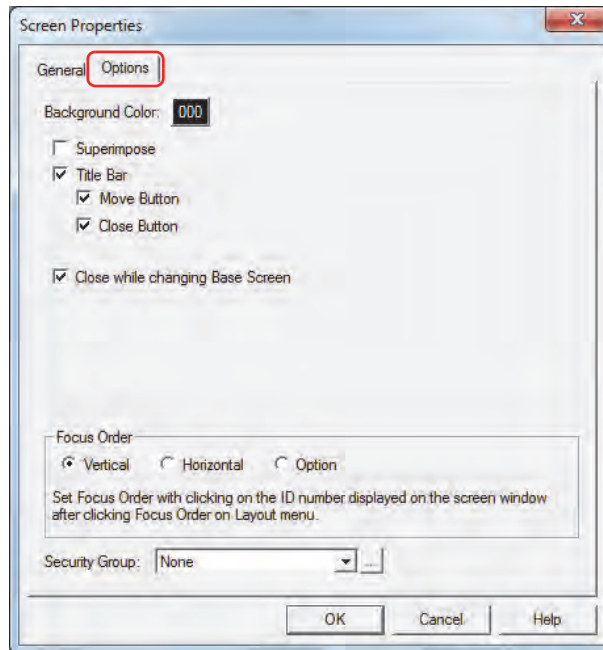 Screen Properties
General Options
Background Color: 000
Superimpose
Title Bar
Move Button
Close Button
Close while changing Base Screen
Focus Order
Vertical Horizontal Option
Set Focus Order with clicking on the ID number displayed on the screen window
after clicking Focus Order on Layout menu.
Security Group: None ...
OK Cancel Help